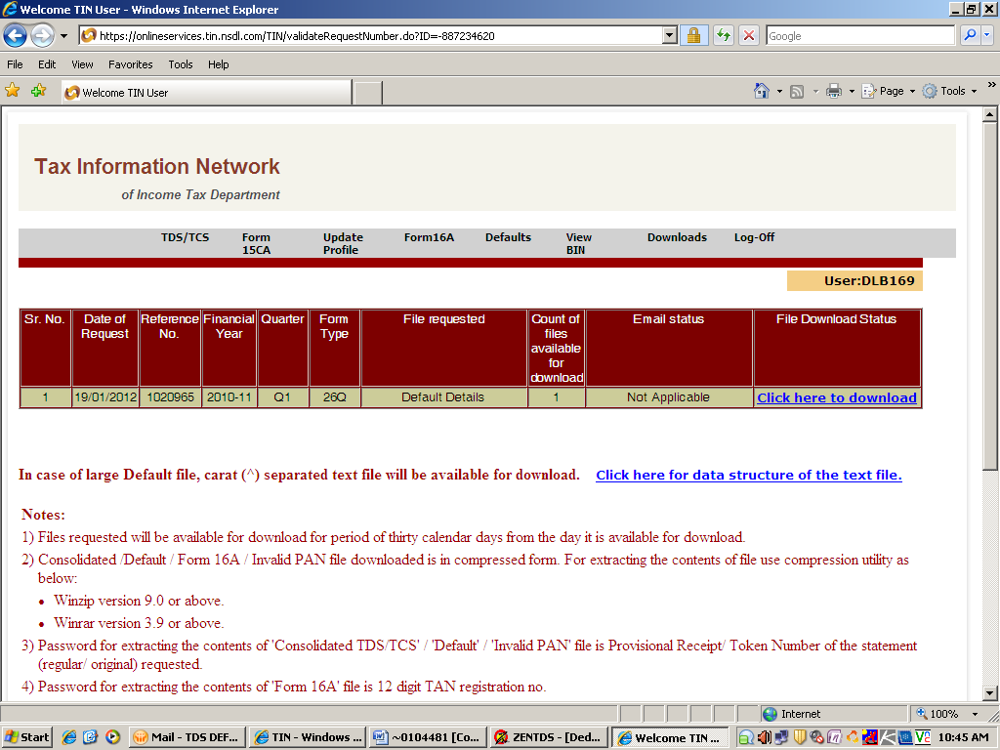 Welcome TIN User - Windows Internet Explorer
https://onlineservices.tin.nsdl.com/TIN/validateRequestNumber.do?ID=-887234620
Google
File Edit View Favorites Tools Help
Welcome TIN User
Page Tools »
Tax Information Network
of Income Tax Department
TDS/TCS Form 15CA Update Profile Form16A Defaults View BIN Downloads Log-Off
User:DLB169
Sr. No. Date of Request Reference No. Financial Year Quarter Form Type File requested Count of files available for download Email status File Download Status
1 19/01/2012 1020965 2010-11 Q1 26Q Default Details 1 Not Applicable Click here to download
In case of large Default file, carat (^) separated text file will be available for download. Click here for data structure of the text file.
Notes:
1) Files requested will be available for download for period of thirty calendar days from the day it is available for download.
2) Consolidated /Default / Form 16A / Invalid PAN file downloaded is in compressed form. For extracting the contents of file use compression utility as
below:
• Winzip version 9.0 or above.
• Winrar version 3.9 or above.
3) Password for extracting the contents of 'Consolidated TDS/TCS' / 'Default' / 'Invalid PAN' file is Provisional Receipt/ Token Number of the statement
(regular/ original) requested.
4) Password for extracting the contents of 'Form 16A' file is 12 digit TAN registration no.
Internet 100%
Start Mail - TDS DEF... TIN - Windows ... ~0104481 [Co... ZENTDS - [Ded... Welcome TIN ... 10:45 AM